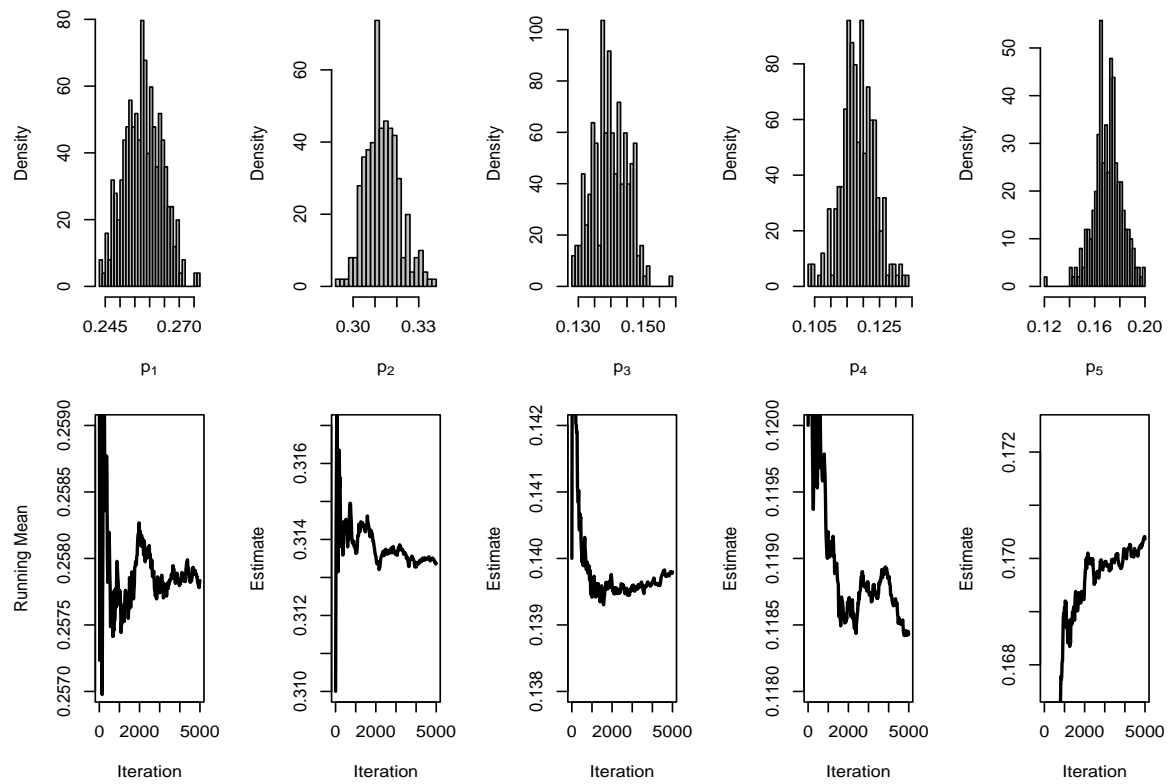 Density
0 20 40 60 80
0.245 0.270
p1
Density
0 20 40 60
0.30 0.33
p2
Density
0 20 40 60 80 100
0.130 0.150
p3
Density
0 20 40 60 80
0.105 0.125
p4
Density
0 10 20 30 40 50
0.12 0.16 0.20
p5
Running Mean
0.2570 0.2575 0.2580 0.2585 0.2590
0 2000 5000
Iteration
Estimate
0.310 0.312 0.314 0.316
0 2000 5000
Iteration
Estimate
0.138 0.139 0.140 0.141 0.142
0 2000 5000
Iteration
Estimate
0.1180 0.1185 0.1190 0.1195 0.1200
0 2000 5000
Iteration
Estimate
0.168 0.170 0.172
0 2000 5000
Iteration